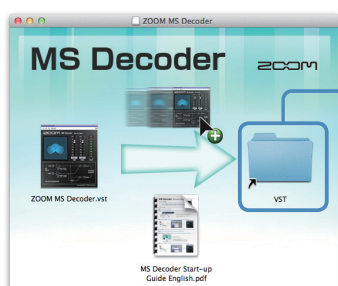 ZOOM MS Decoder
MS Decoder
ZOOM
ZOOM MS Decoder.vst
VST
MS Decoder Start-up
Guide English.pdf